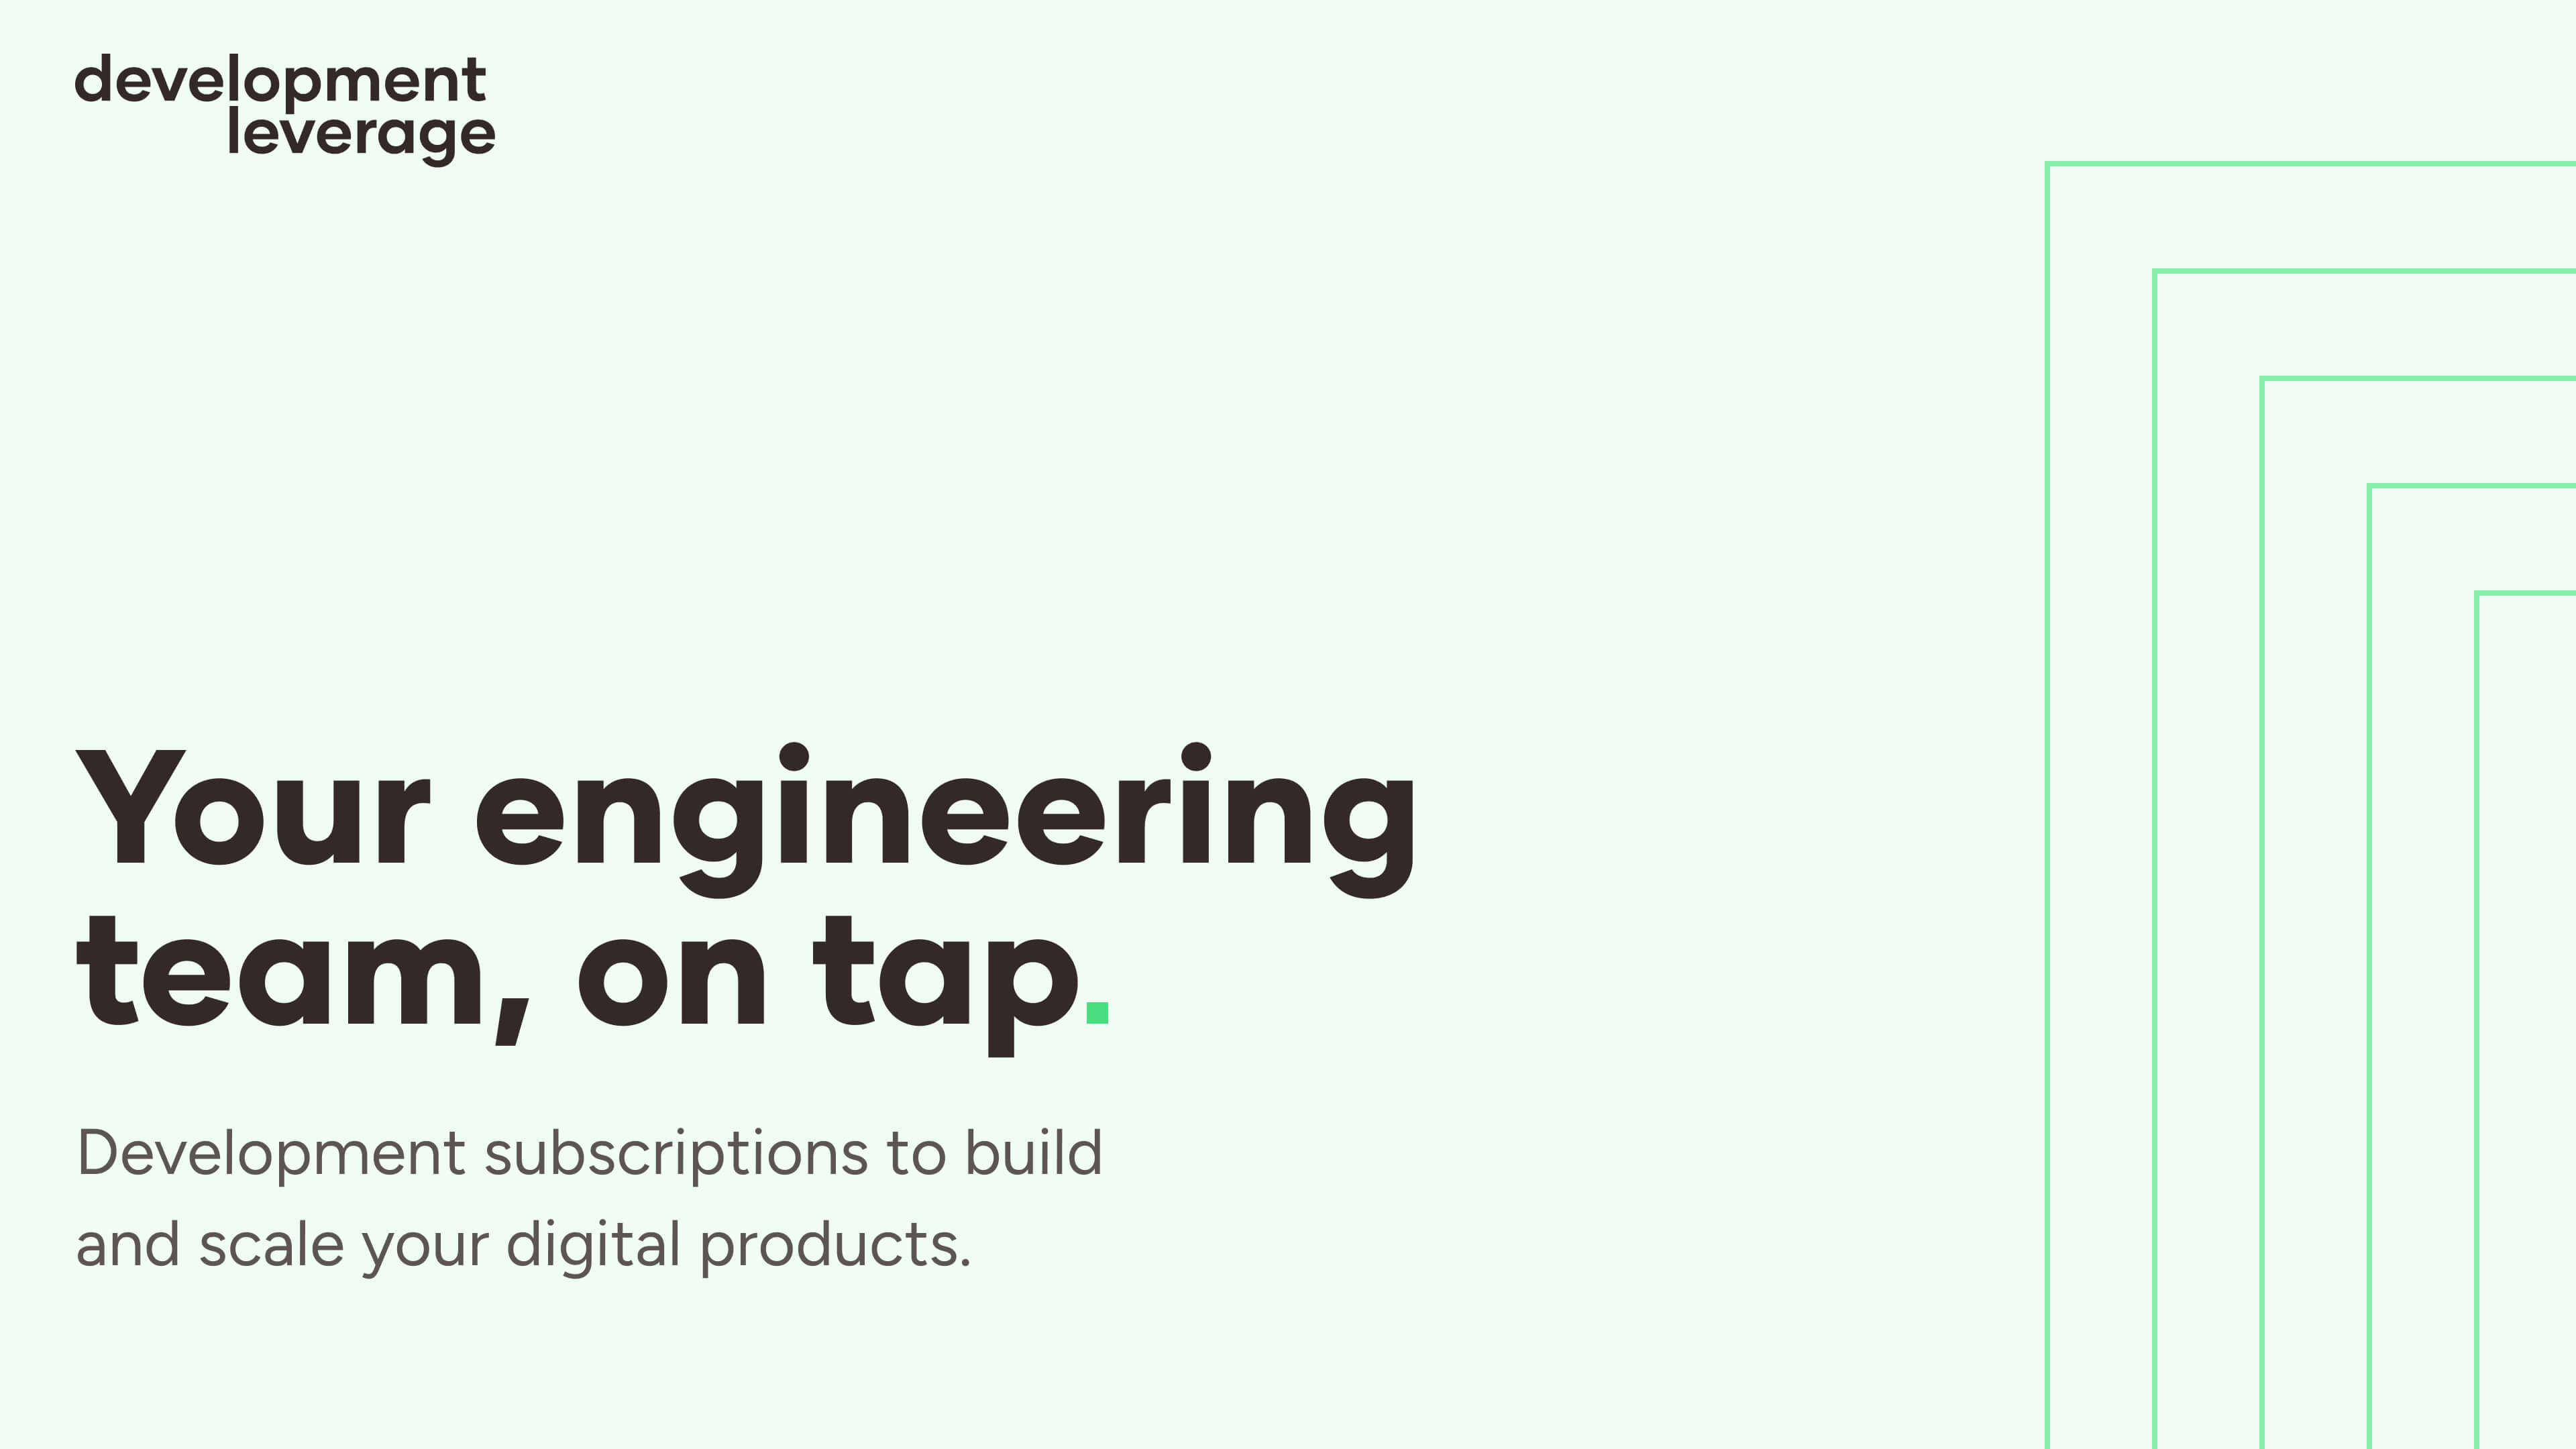 development
leverage
Your engineering
team, on tap.
Development subscriptions to build
and scale your digital products.